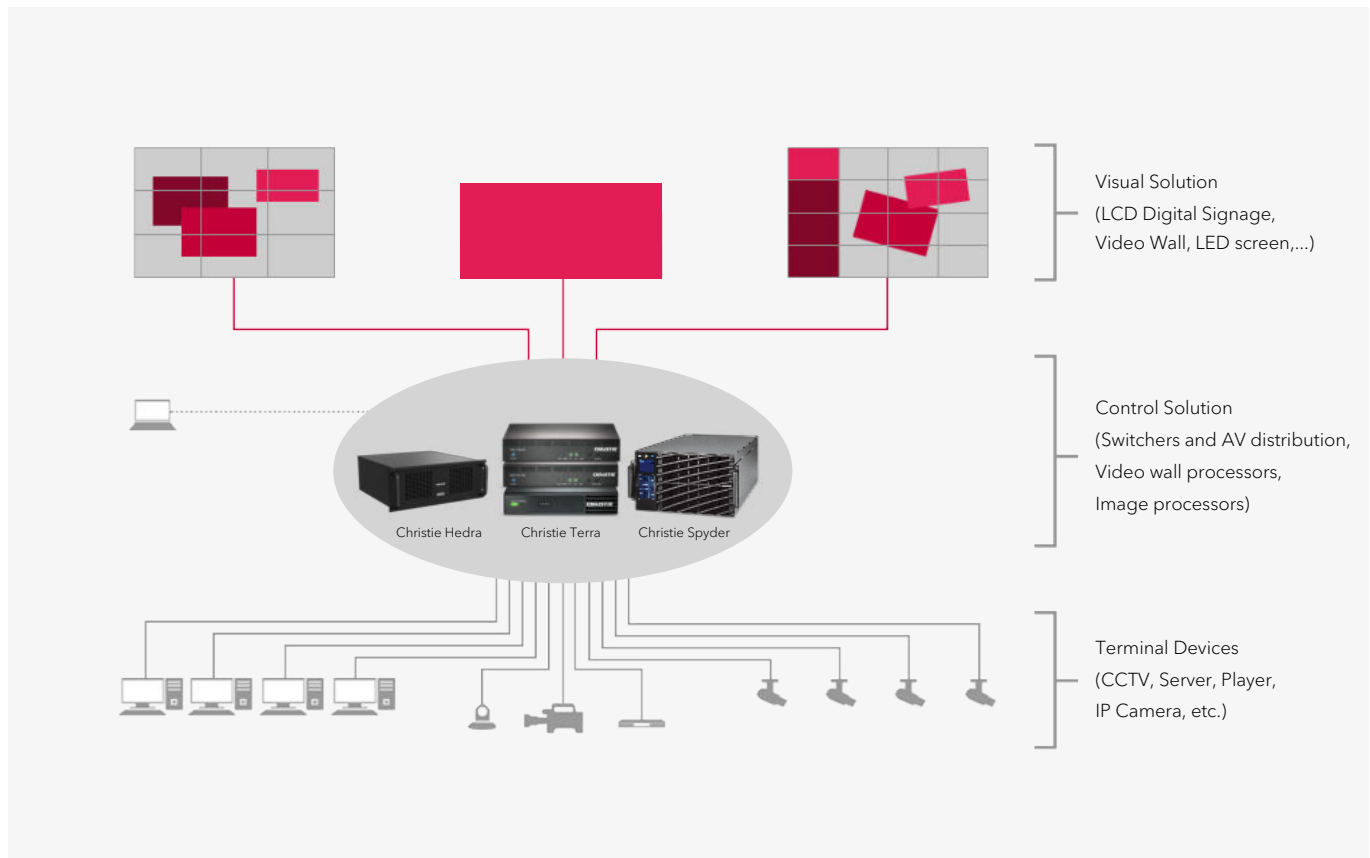 Visual Solution
(LCD Digital Signage,
Video Wall, LED screen,...)
Control Solution
(Switchers and AV distribution,
Video wall processors,
Image processors)
Christie Hedra
Christie Terra
Christie Spyder
Terminal Devices
(CCTV, Server, Player,
IP Camera, etc.)